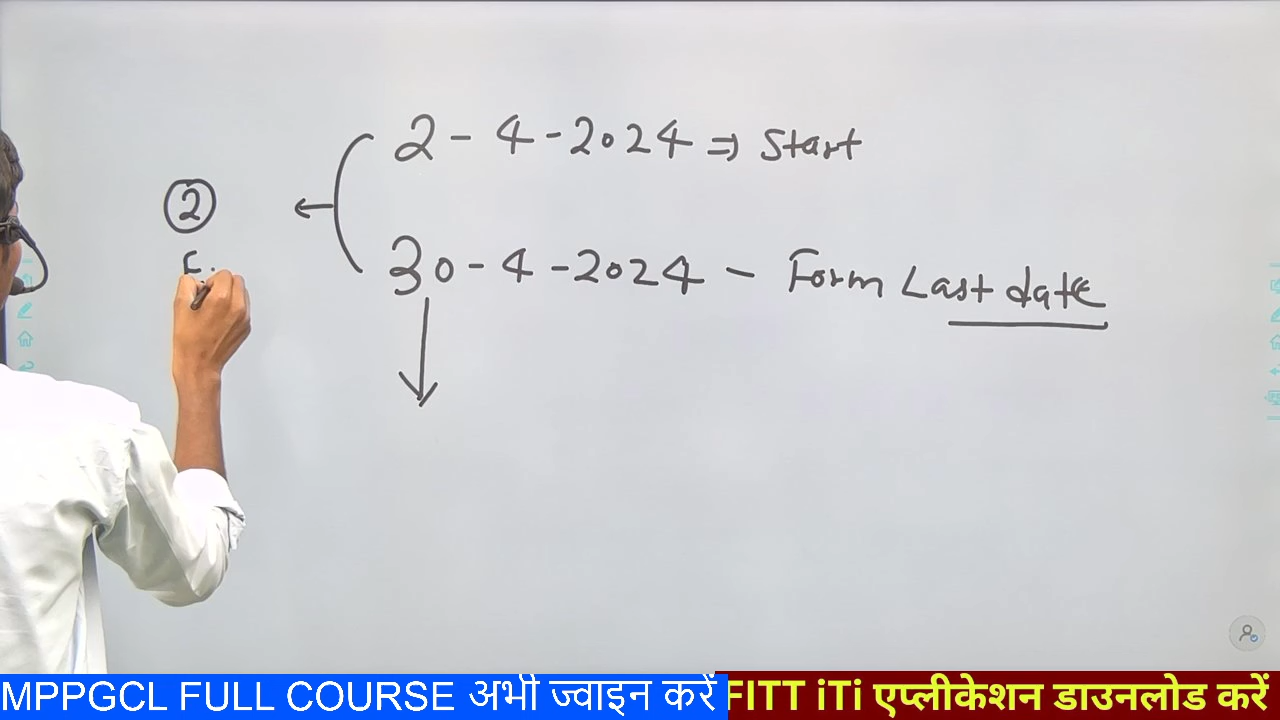 2 - 4 - 2024 ⇒ Start
②
30 - 4 - 2024 - Form Last date
MPPGCL FULL COURSE अभी ज्वाइन करें
FITT iTi एप्लीकेशन डाउनलोड करें